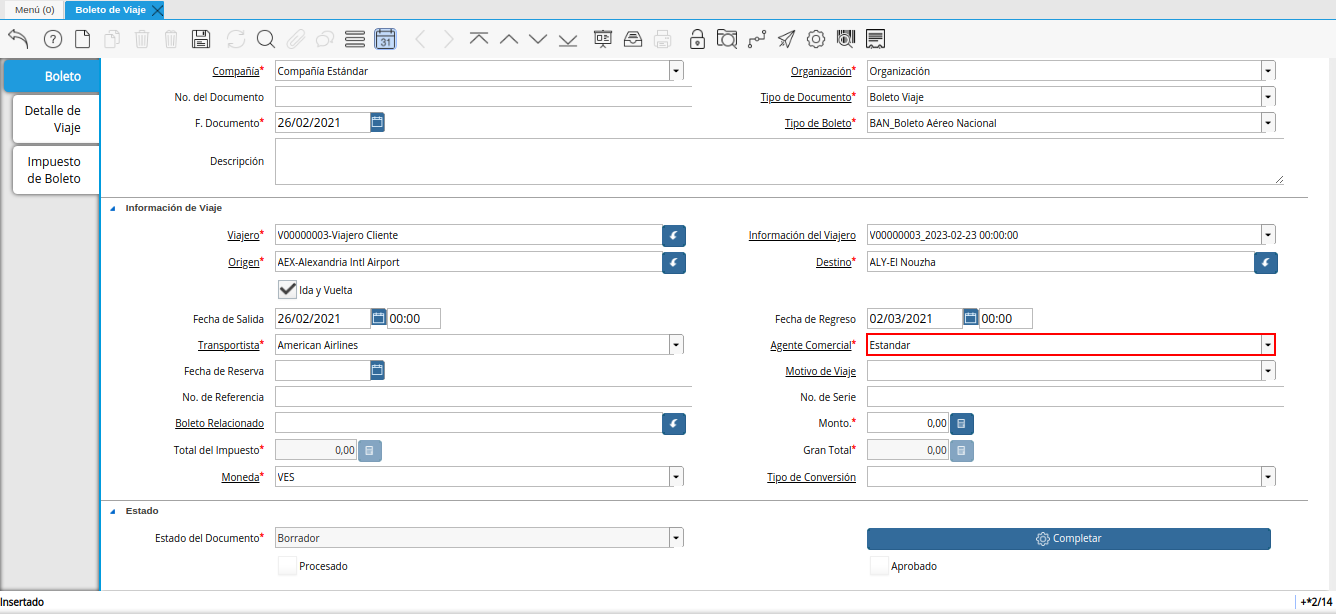 Menú (0)
Boleto de Viaje
31
Boleto
Detalle de
Viaje
Impuesto
de Boleto
Compañía* Compañía Estándar
Organización* Organización
No. del Documento
Tipo de Documento* Boleto Viaje
F. Documento* 26/02/2021
Tipo de Boleto* BAN_Boleto Aéreo Nacional
Descripción
Información de Viaje
Viajero* V00000003-Viajero Cliente
Información del Viajero V00000003_2023-02-23 00:00:00
Origen* AEX-Alexandria Intl Airport
Destino* ALY-El Nouzha
Ida y Vuelta
Fecha de Salida 26/02/2021 00:00
Fecha de Regreso 02/03/2021 00:00
Transportista* American Airlines
Agente Comercial* Estandar
Fecha de Reserva
Motivo de Viaje
No. de Referencia
No. de Serie
Boleto Relacionado
Monto.* 0,00
Total del Impuesto* 0,00
Gran Total* 0,00
Moneda* VES
Tipo de Conversión
Estado
Estado del Documento* Borrador
Completar
Procesado
Aprobado
Insertado
+*2/14